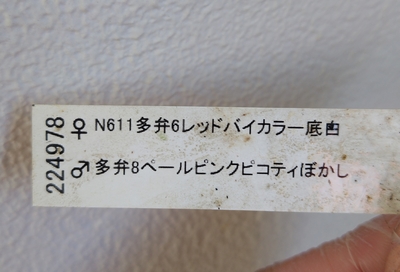 224978
♀ N611多弁6レッドバイカラー底白
♂ 多弁8ペールピンクピコティぼかし